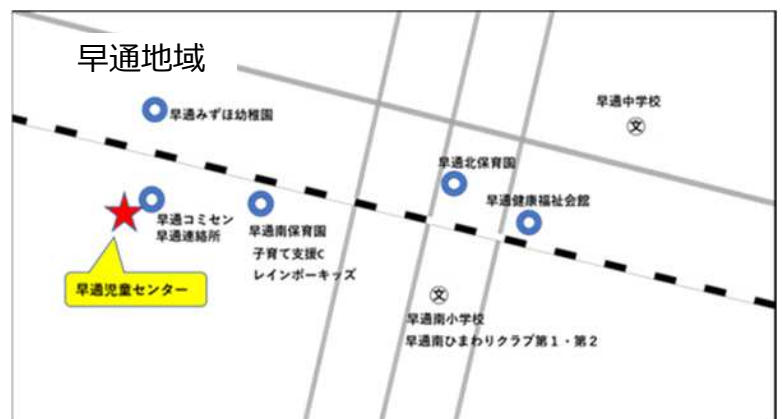 早通地域
早通中学校
文
早通みずほ幼稚園
早通北保育園
早通健康福祉会館
早通コミセン
早通連絡所
早通南保育園
子育て支援C
レインボーキッズ
早通児童センター
文
早通南小学校
早通南ひまわりクラブ第1・第2